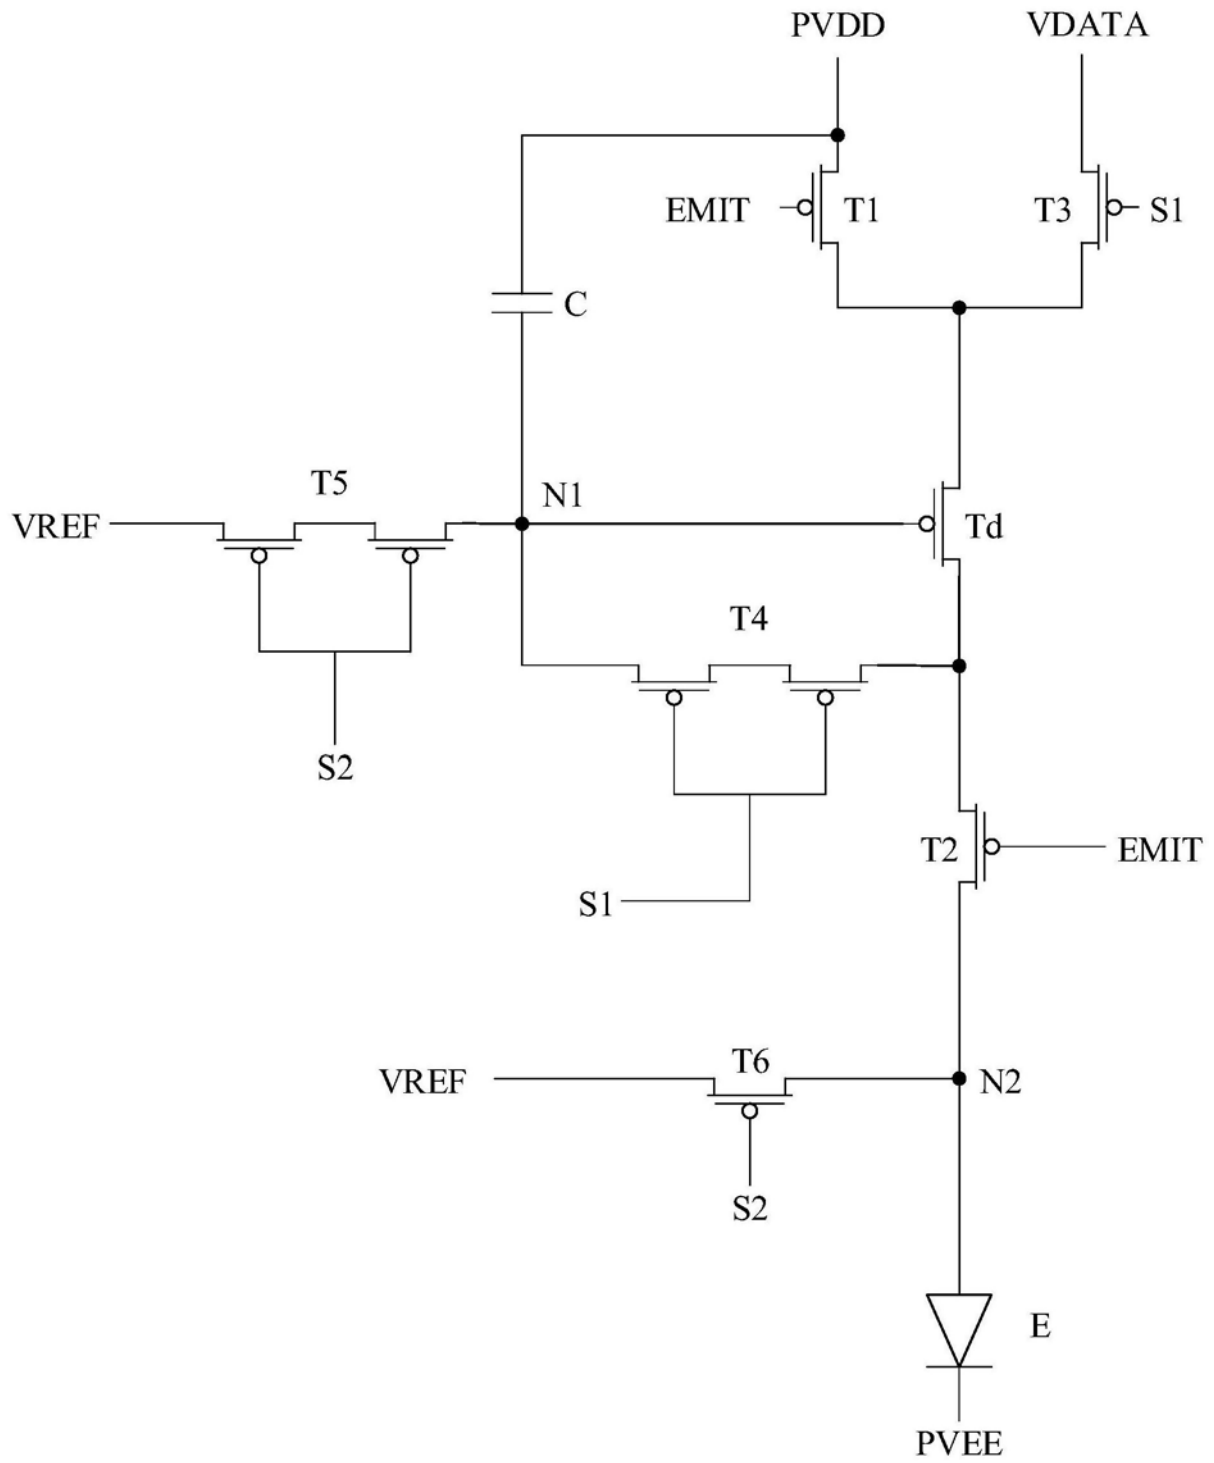 PVDD
VDATA
EMIT
T1
T3
S1
C
T5
N1
VREF
Td
T4
S2
T2
EMIT
S1
T6
VREF
N2
S2
E
PVEE